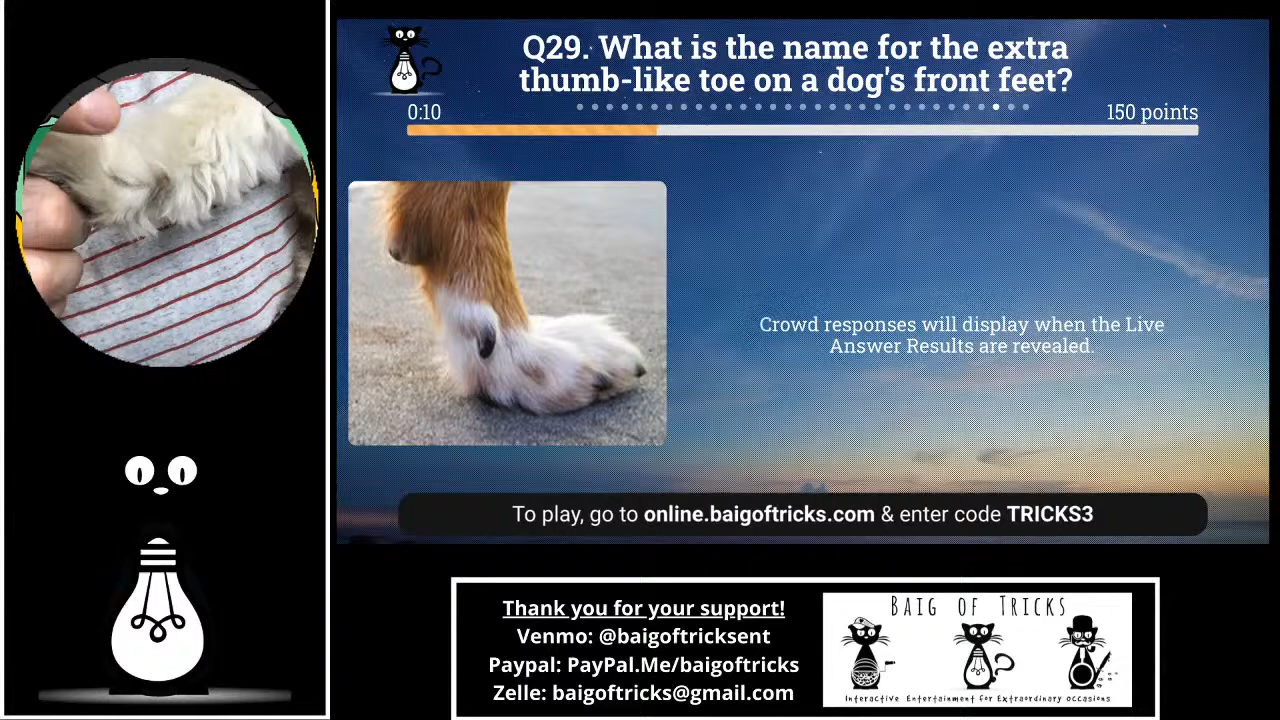 Q29. What is the name for the extra
thumb-like toe on a dog's front feet?
0:10
150 points
Crowd responses will display when the Live
Answer Results are revealed.
To play, go to online.baigoftricks.com & enter code TRICKS3
Thank you for your support!
Venmo: @baigoftricksent
Paypal: PayPal.Me/baigoftricks
Zelle: baigoftricks@gmail.com
BAIG OF TRICKS
Interactive Entertainment for Extraordinary Occasions